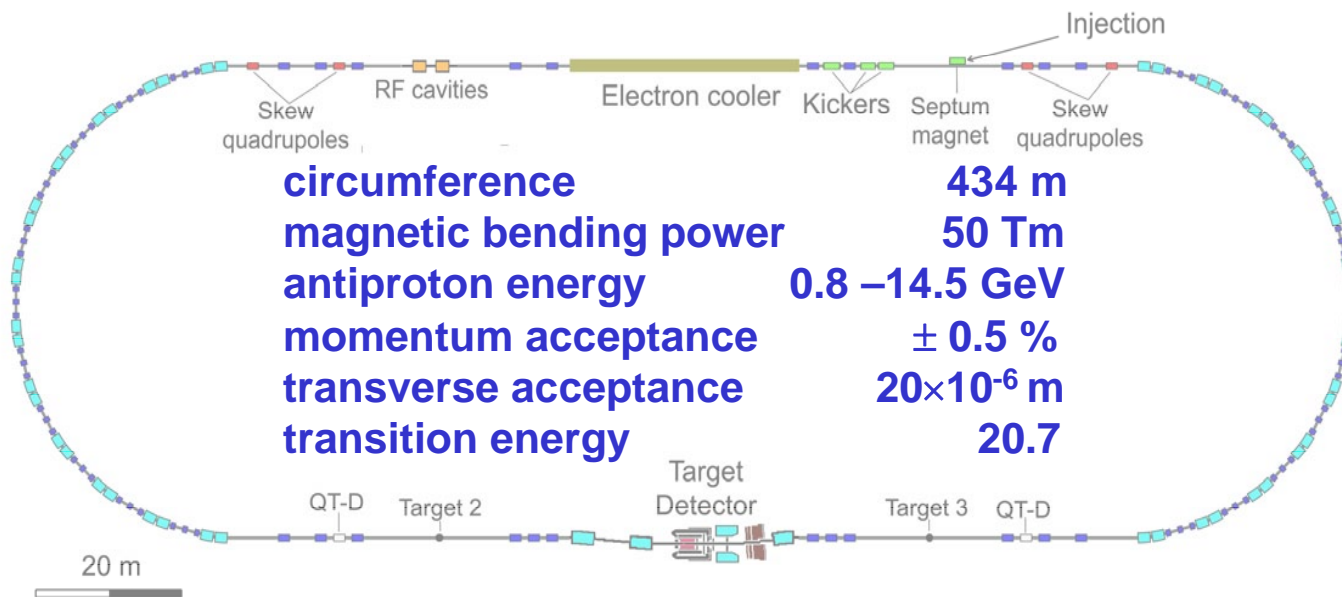 Injection
Skew
quadrupoles
RF cavities
Electron cooler
Kickers
Septum
magnet
Skew
quadrupoles
circumference 434 m
magnetic bending power 50 Tm
antiproton energy 0.8 –14.5 GeV
momentum acceptance ± 0.5 %
transverse acceptance 20×10⁻⁶ m
transition energy 20.7
QT-D
Target 2
Target
Detector
Target 3
QT-D
20 m